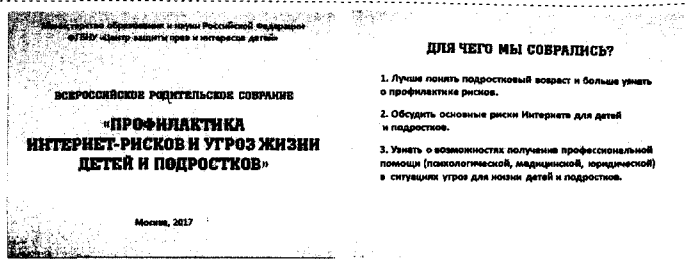 Министерство образования и науки Российской Федерации
ФГБНУ «Центр защиты прав и интересов детей»
ВСЕРОССИЙСКОЕ РОДИТЕЛЬСКОЕ СОБРАНИЕ
«ПРОФИЛАКТИКА
ИНТЕРНЕТ-РИСКОВ И УГРОЗ ЖИЗНИ
ДЕТЕЙ И ПОДРОСТКОВ»
Москва, 2017
ДЛЯ ЧЕГО МЫ СОБРАЛИСЬ?
1. Лучше понять подростковый возраст и больше узнать
о профилактике рисков.
2. Обсудить основные риски Интернета для детей
и подростков.
3. Узнать о возможностях получения профессиональной
помощи (психологической, медицинской, юридической)
в ситуациях угроз для жизни детей и подростков.